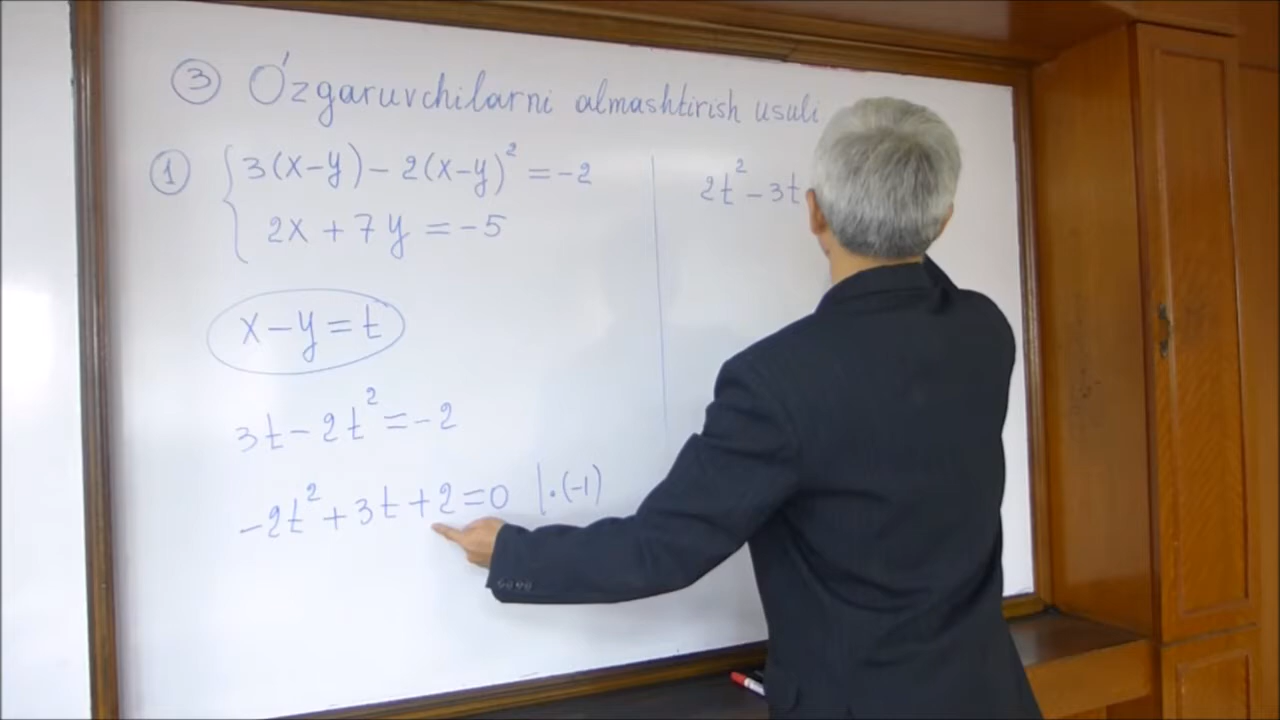 ③ O'zgaruvchilarni almashtirish usuli
① { 3(x-y) - 2(x-y)² = -2
2x + 7y = -5
x - y = t
3t - 2t² = -2
-2t² + 3t + 2 = 0 | · (-1)
2t² - 3t